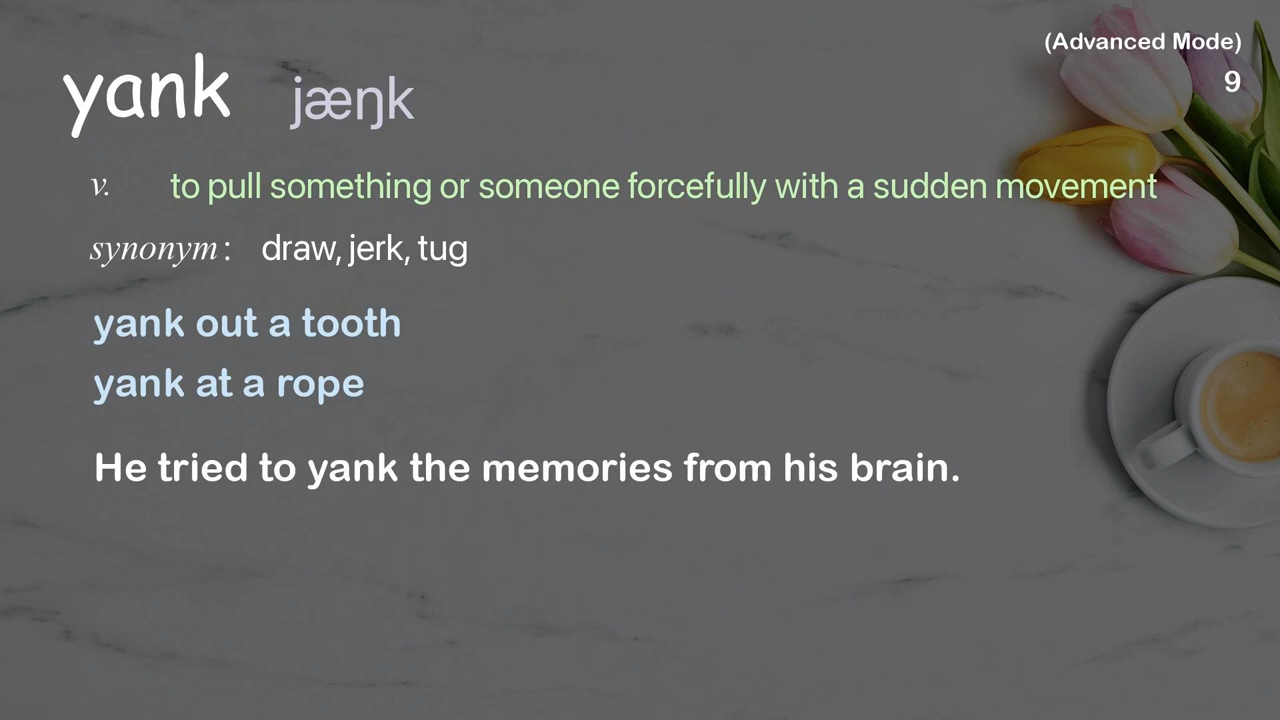 (Advanced Mode)
9
yank jæŋk
v. to pull something or someone forcefully with a sudden movement
synonym: draw, jerk, tug
yank out a tooth
yank at a rope
He tried to yank the memories from his brain.